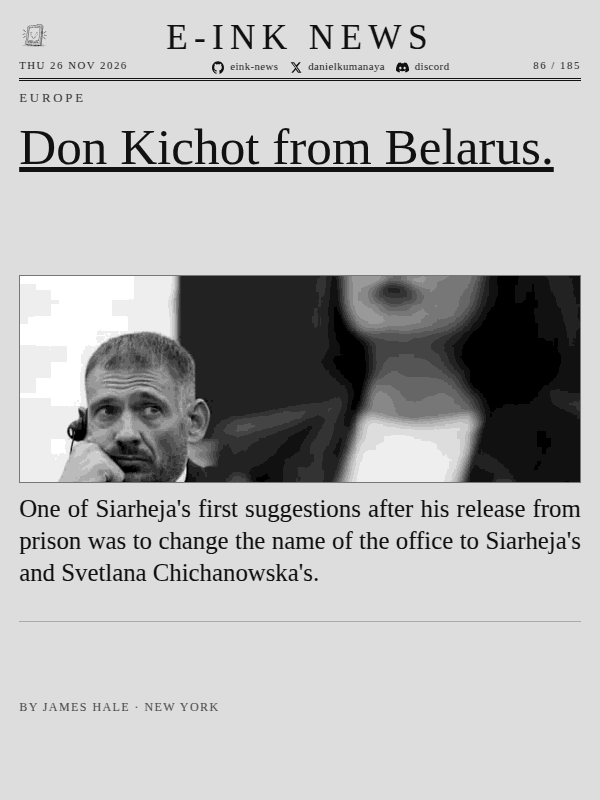 E-INK NEWS
THU 26 NOV 2026
eink-news
danielkumanaya
discord
86 / 185
EUROPE
Don Kichot from Belarus.
One of Siarheja's first suggestions after his release from
prison was to change the name of the office to Siarheja's
and Svetlana Chichanowska's.
BY JAMES HALE · NEW YORK